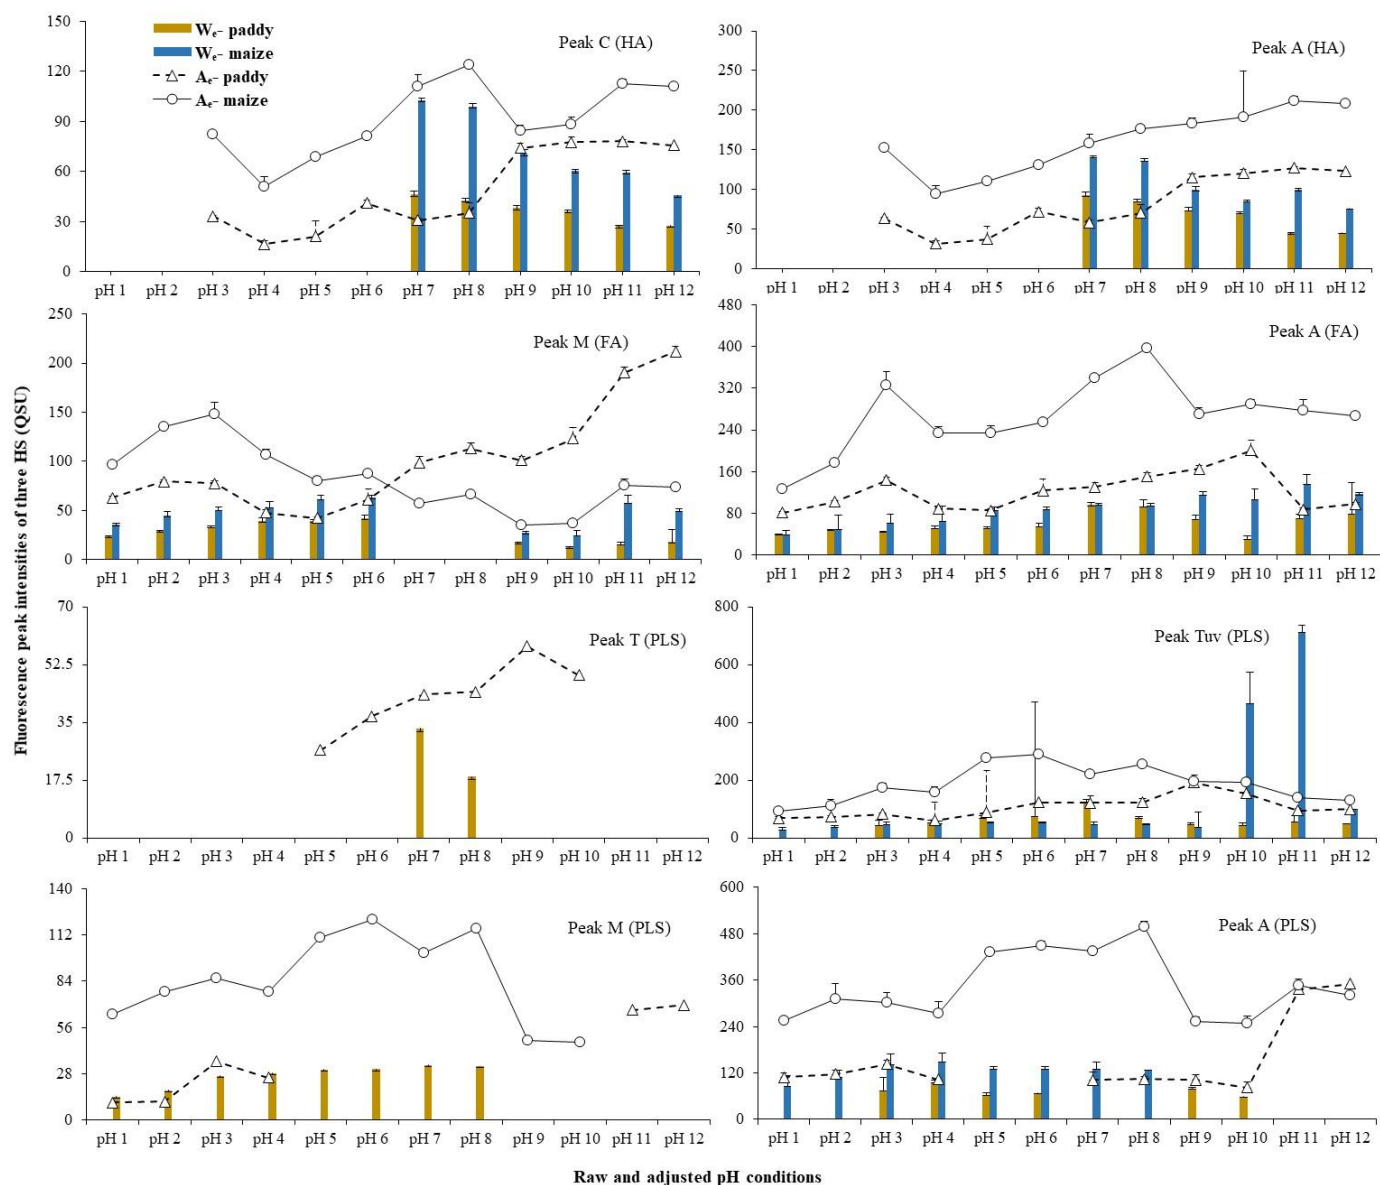 Fluorescence peak intensities of three HS (QSU)
We- paddy
We- maize
Ae- paddy
Ae- maize
Peak C (HA)
150
120
90
60
30
0
pH 1 pH 2 pH 3 pH 4 pH 5 pH 6 pH 7 pH 8 pH 9 pH 10 pH 11 pH 12
Peak A (HA)
300
250
200
150
100
50
0
pH 1 pH 2 pH 3 pH 4 pH 5 pH 6 pH 7 pH 8 pH 9 pH 10 pH 11 pH 12
Peak M (FA)
250
200
150
100
50
0
pH 1 pH 2 pH 3 pH 4 pH 5 pH 6 pH 7 pH 8 pH 9 pH 10 pH 11 pH 12
Peak A (FA)
480
400
320
240
160
80
0
pH 1 pH 2 pH 3 pH 4 pH 5 pH 6 pH 7 pH 8 pH 9 pH 10 pH 11 pH 12
Peak T (PLS)
70
52.5
35
17.5
0
pH 1 pH 2 pH 3 pH 4 pH 5 pH 6 pH 7 pH 8 pH 9 pH 10 pH 11 pH 12
Peak Tuv (PLS)
800
600
400
200
0
pH 1 pH 2 pH 3 pH 4 pH 5 pH 6 pH 7 pH 8 pH 9 pH 10 pH 11 pH 12
Peak M (PLS)
140
112
84
56
28
0
pH 1 pH 2 pH 3 pH 4 pH 5 pH 6 pH 7 pH 8 pH 9 pH 10 pH 11 pH 12
Peak A (PLS)
600
480
360
240
120
0
pH 1 pH 2 pH 3 pH 4 pH 5 pH 6 pH 7 pH 8 pH 9 pH 10 pH 11 pH 12
Raw and adjusted pH conditions